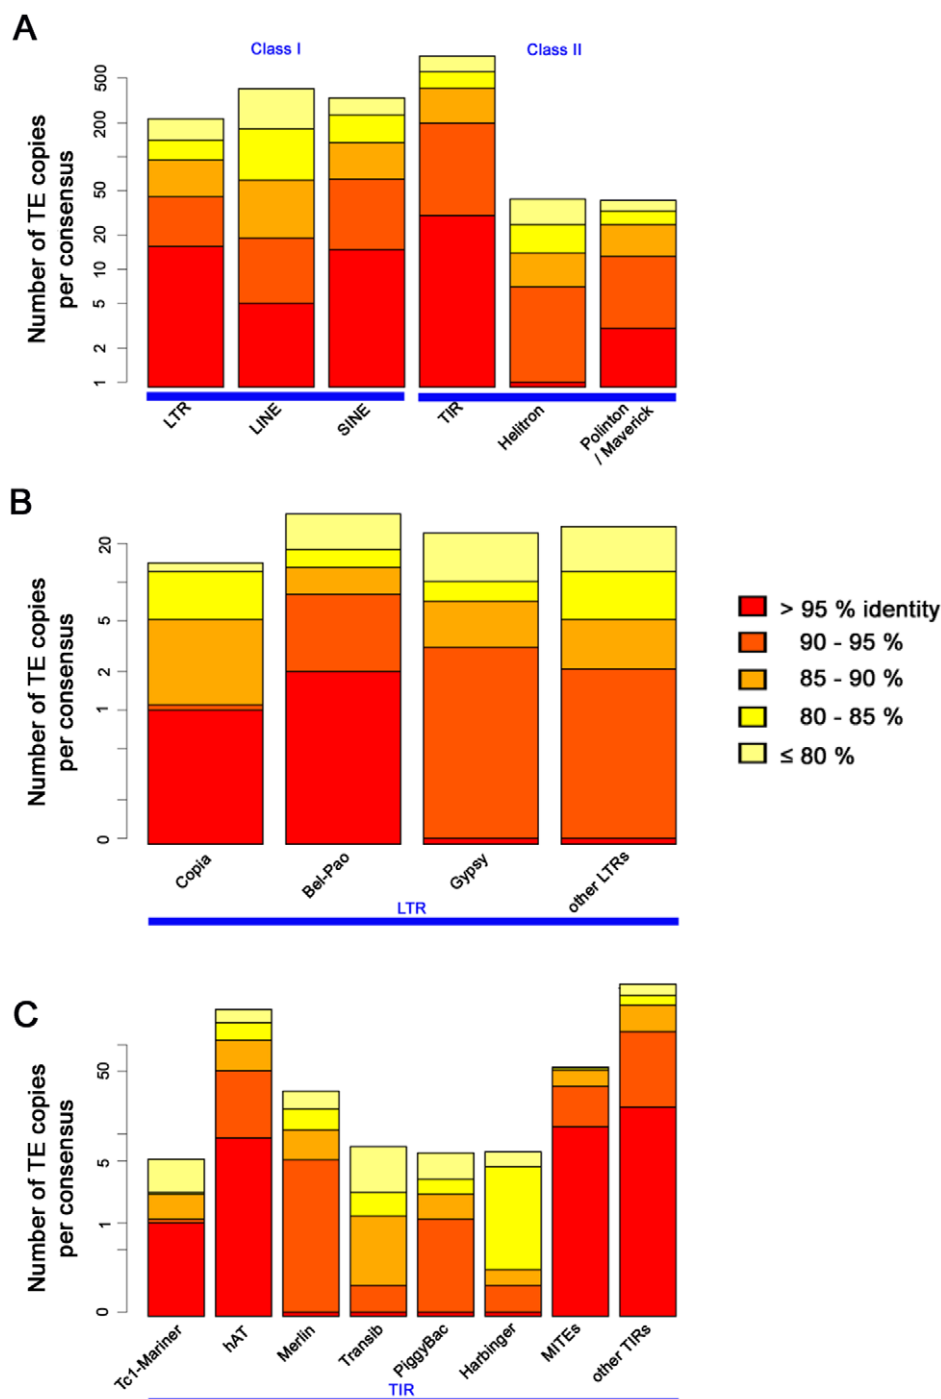 A
Class I
Class II
Number of TE copies
per consensus
500
200
50
20
10
5
2
1
LTR
LINE
SINE
TIR
Helitron
Polinton
/ Maverick
B
Number of TE copies
per consensus
20
5
2
1
0
Copia
Bel-Pao
Gypsy
other LTRs
LTR
> 95 % identity
90 - 95 %
85 - 90 %
80 - 85 %
≤ 80 %
C
Number of TE copies
per consensus
50
5
1
0
Tc1-Mariner
hAT
Merlin
Transib
PiggyBac
Harbinger
MITEs
other TIRs
TIR